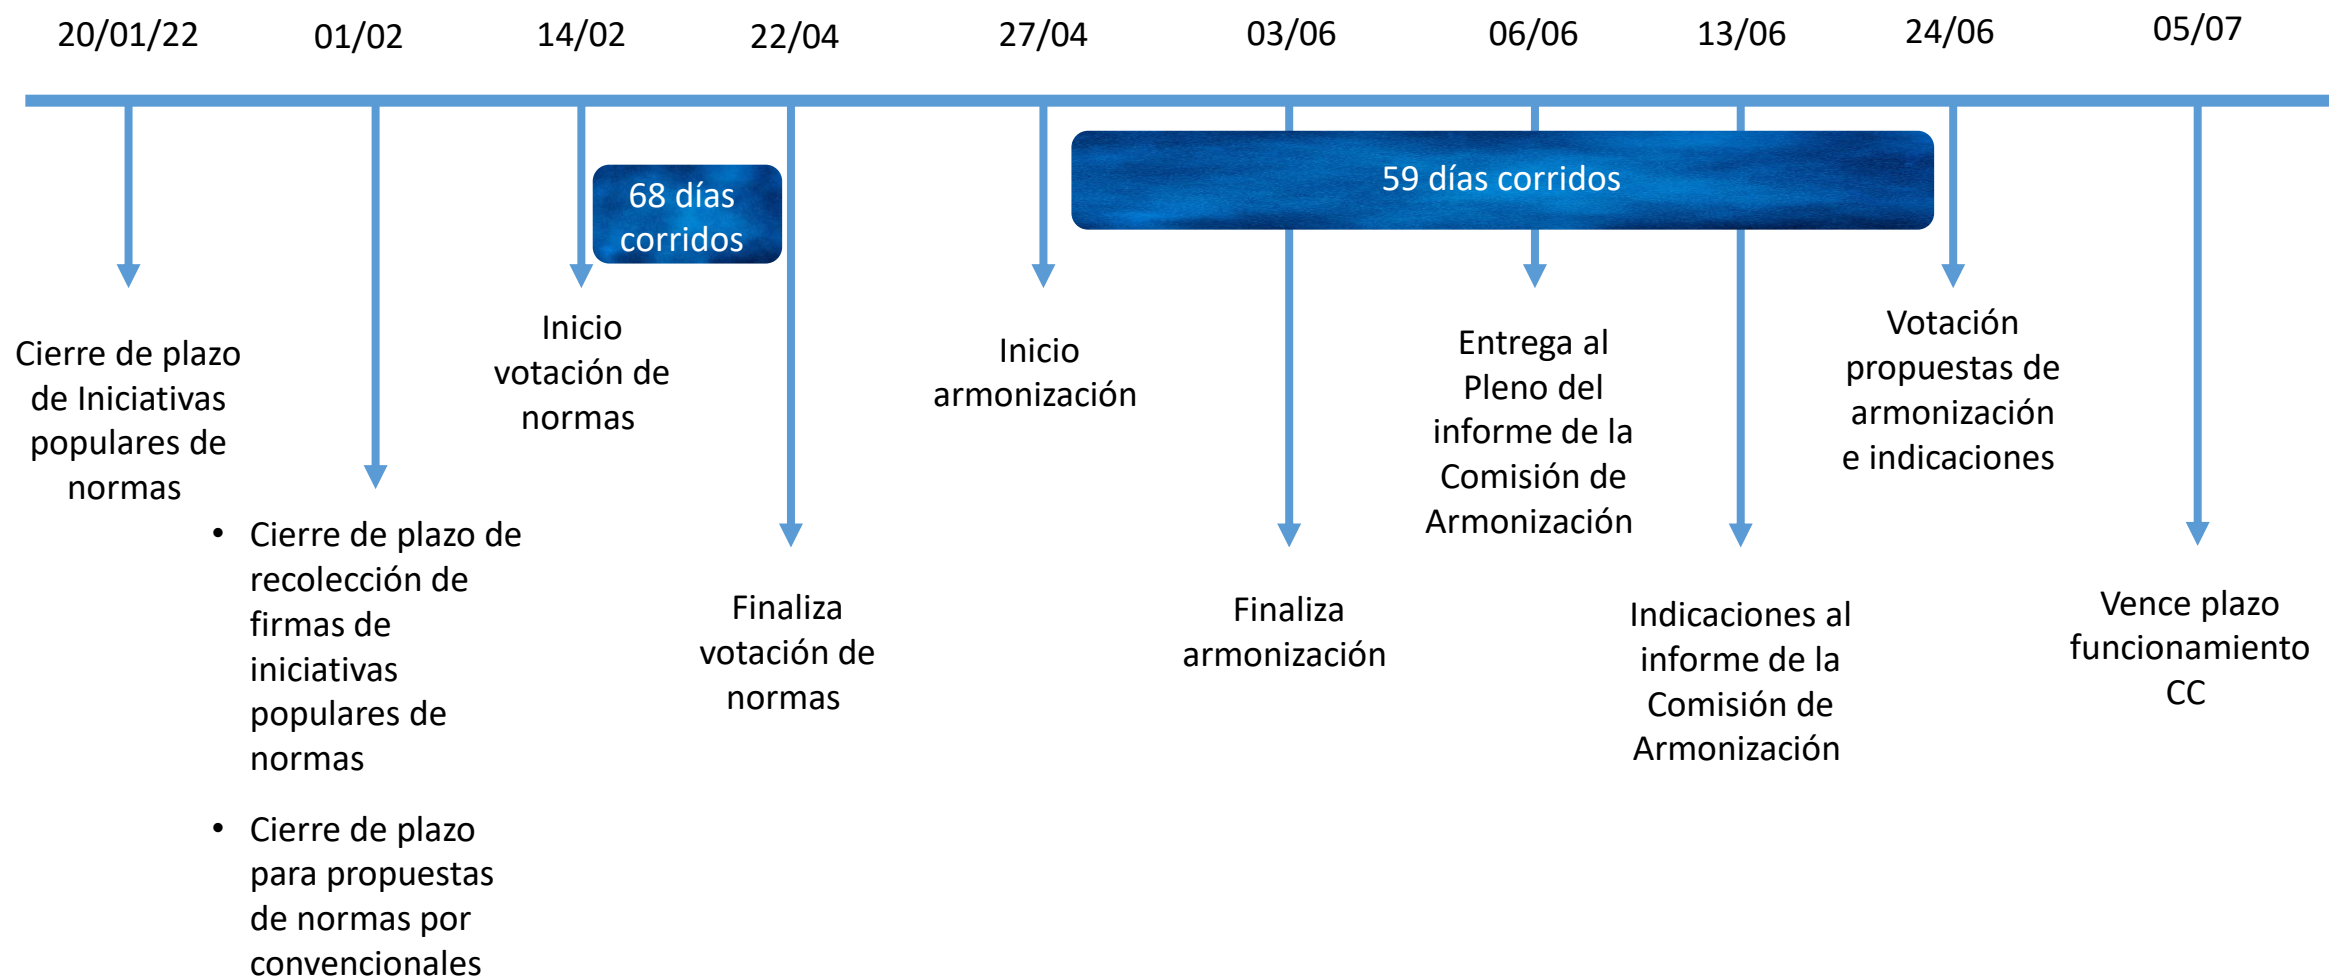 20/01/22
01/02
14/02
22/04
27/04
03/06
06/06
13/06
24/06
05/07
68 días
corridos
59 días corridos
Cierre de plazo
de Iniciativas
populares de
normas
• Cierre de plazo de
recolección de
firmas de
iniciativas
populares de
normas
• Cierre de plazo
para propuestas
de normas por
convencionales
Inicio
votación de
normas
Finaliza
votación de
normas
Inicio
armonización
Finaliza
armonización
Entrega al
Pleno del
informe de la
Comisión de
Armonización
Indicaciones al
informe de la
Comisión de
Armonización
Votación
propuestas de
armonización
e indicaciones
Vence plazo
funcionamiento
CC